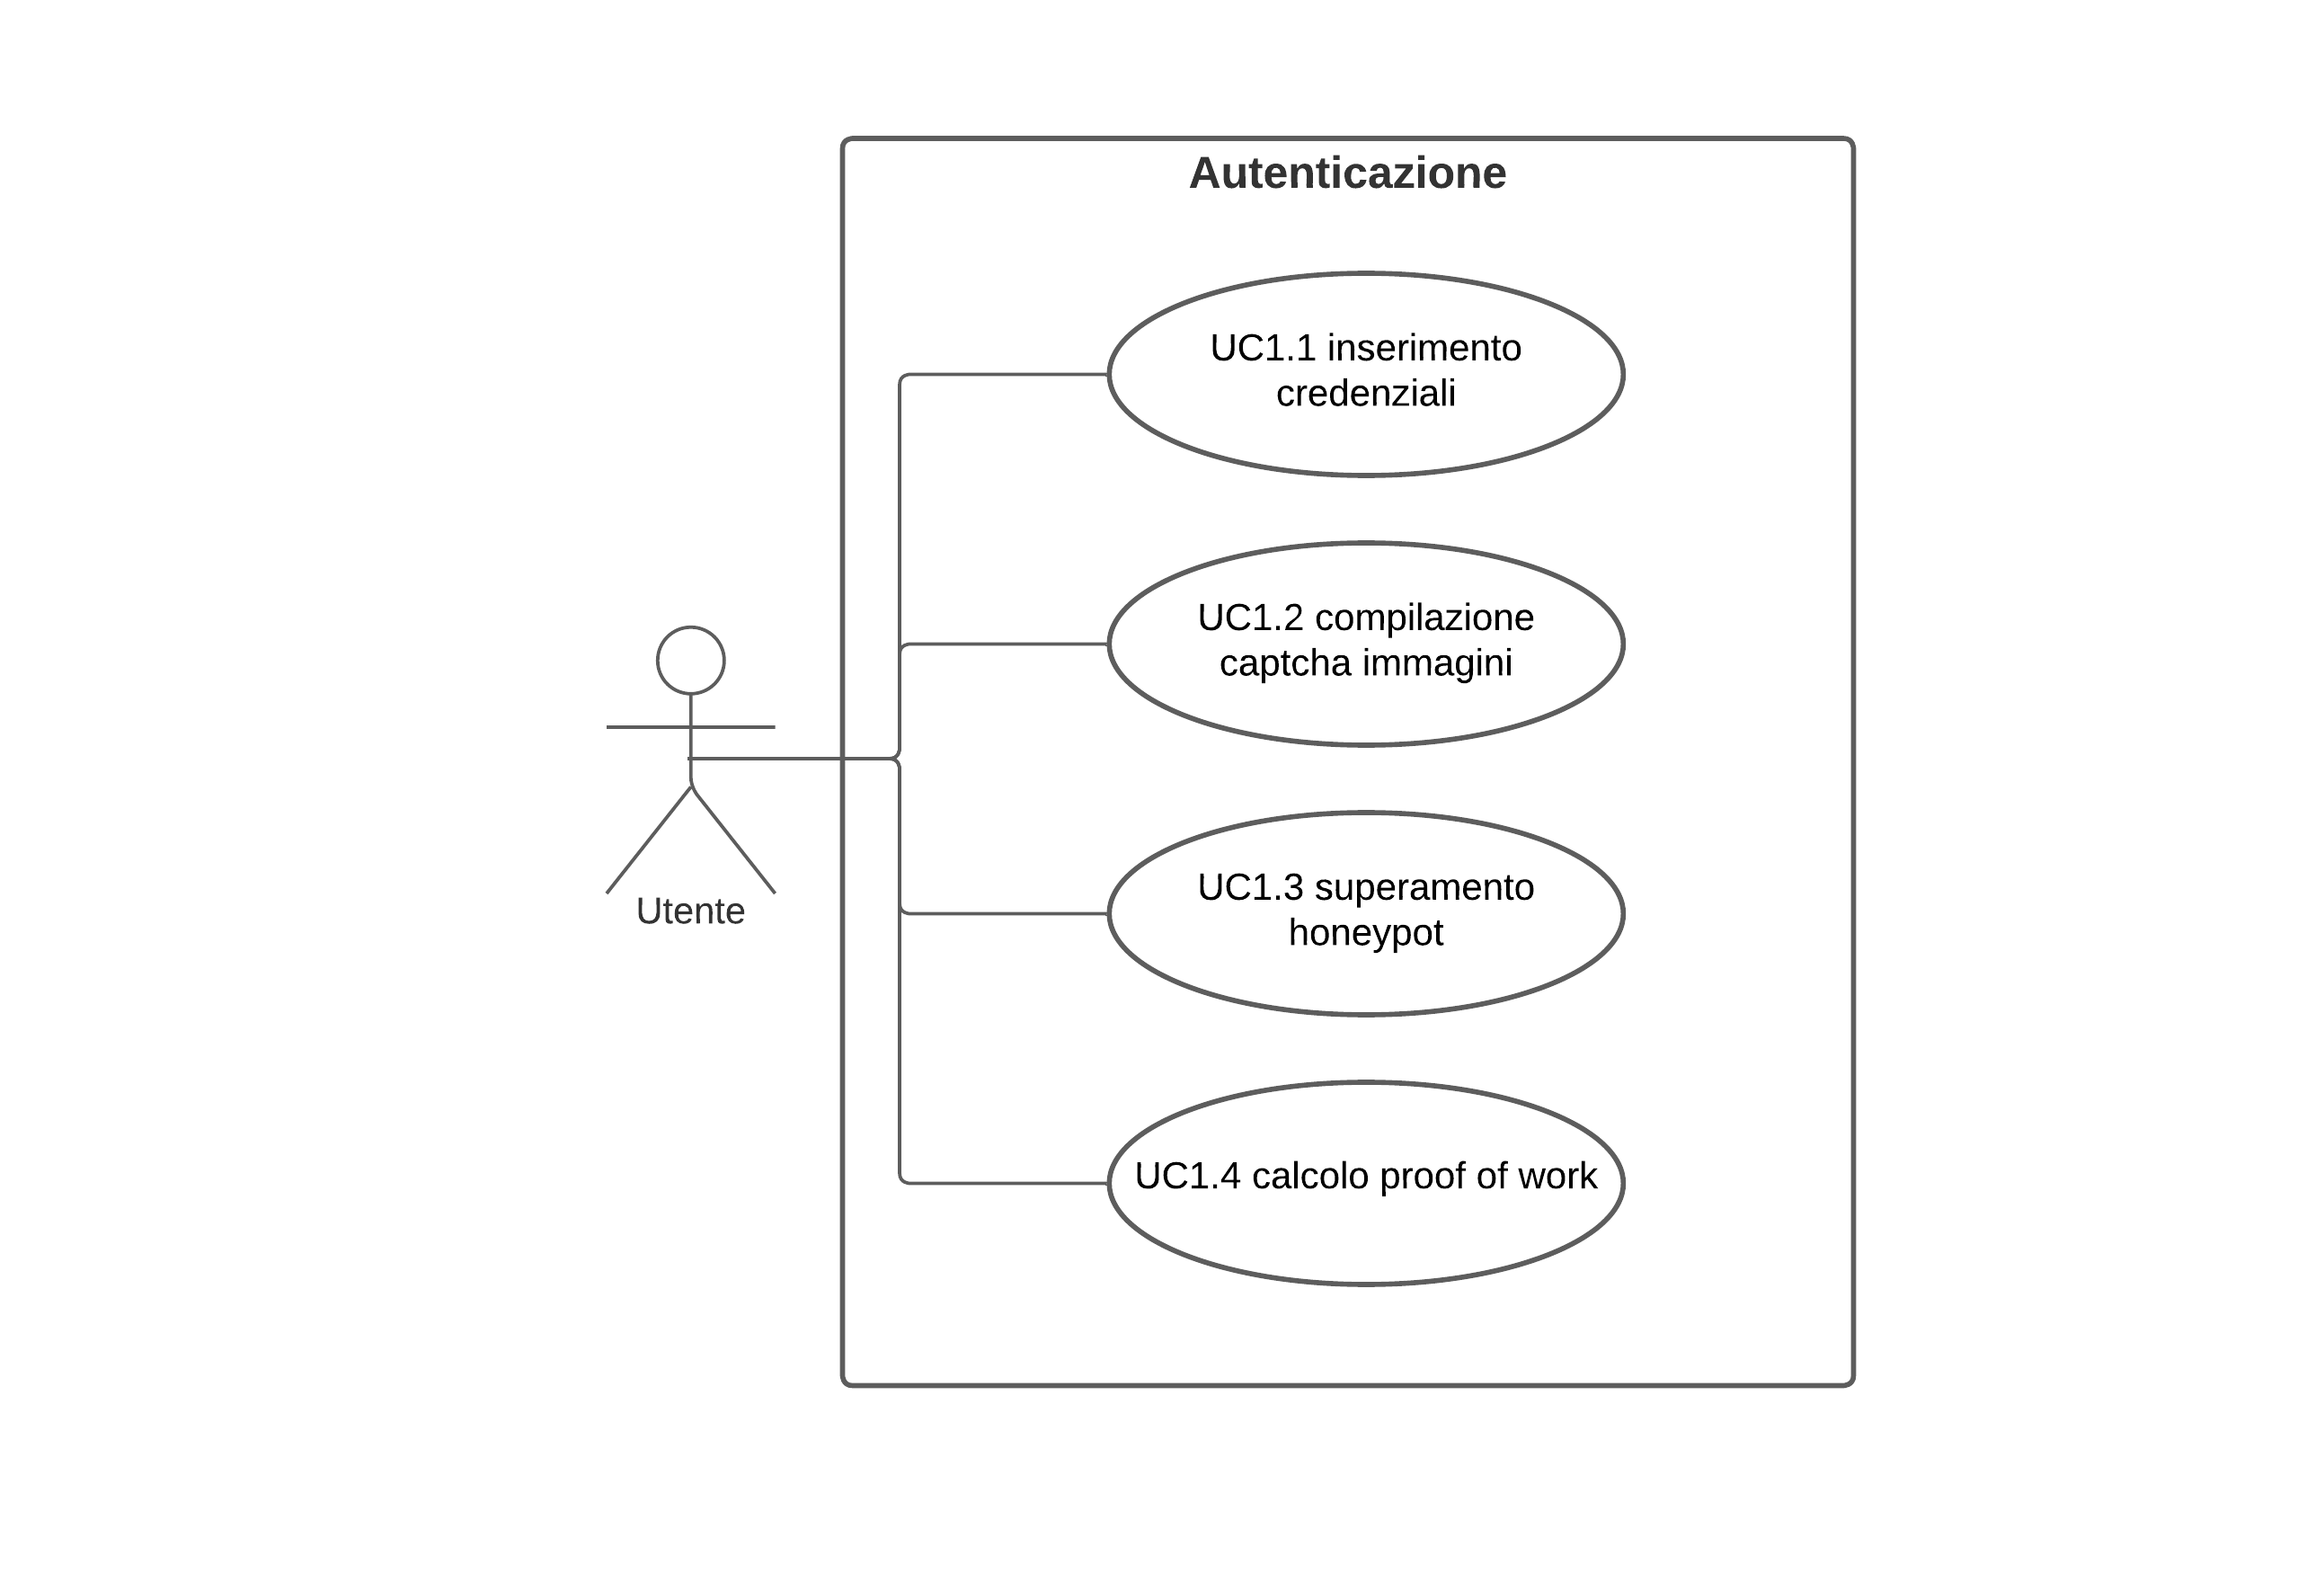 Autenticazione
UC1.1 inserimento
credenziali
UC1.2 compilazione
captcha immagini
UC1.3 superamento
honeypot
Utente
UC1.4 calcolo proof of work